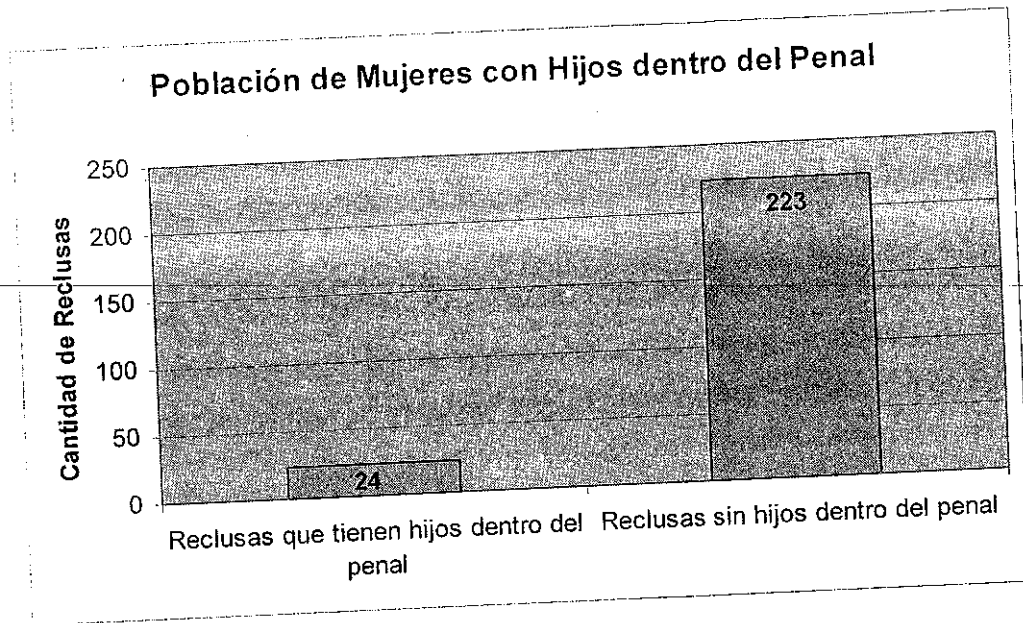 Población de Mujeres con Hijos dentro del Penal
Cantidad de Reclusas
250
200
150
100
50
0
24
223
Reclusas que tienen hijos dentro del
penal
Reclusas sin hijos dentro del penal